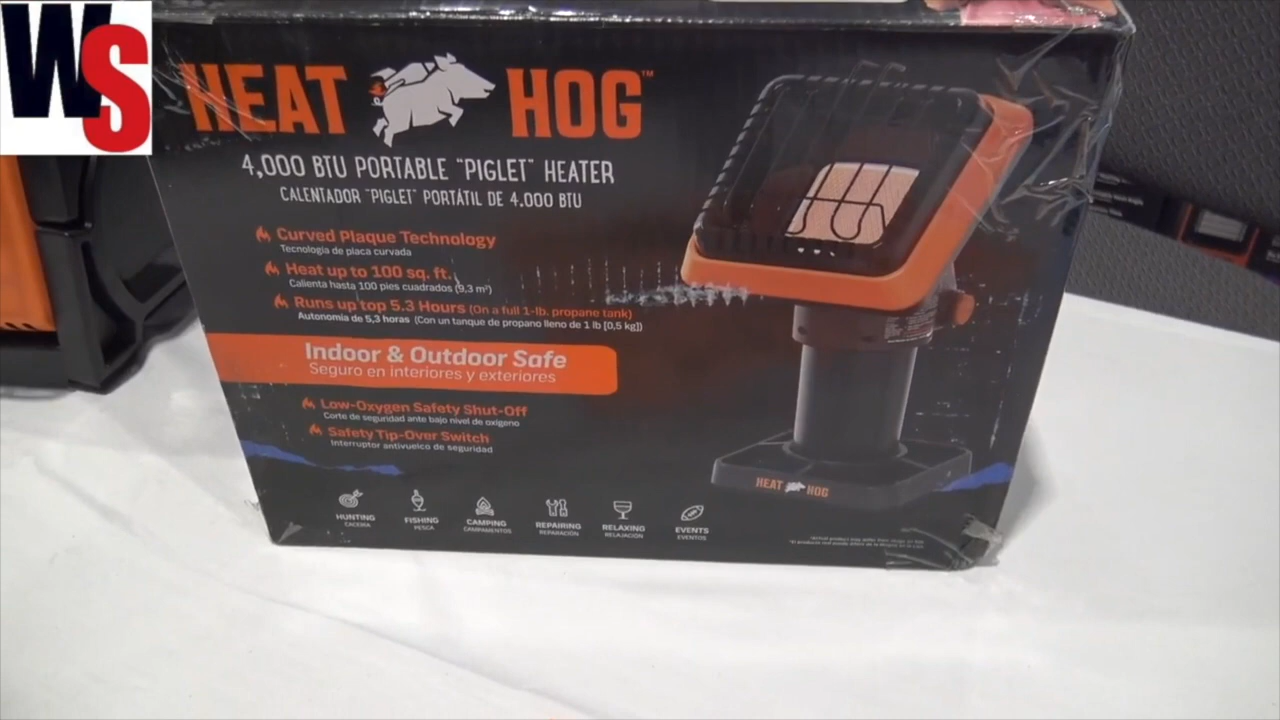 WS
HEAT HOG™
4,000 BTU PORTABLE "PIGLET" HEATER
CALENTADOR "PIGLET" PORTÁTIL DE 4.000 BTU
Curved Plaque Technology
Tecnología de placa curvada
Heat up to 100 sq. ft.
Calienta hasta 100 pies cuadrados (9,3 m²)
Runs up top 5.3 Hours (On a full 1-lb. propane tank)
Autonomía de 5,3 horas (Con un tanque de propano lleno de 1 lb [0,5 kg])
Indoor & Outdoor Safe
Seguro en interiores y exteriores
Low-Oxygen Safety Shut-Off
Corte de seguridad ante bajo nivel de oxígeno
Safety Tip-Over Switch
Interruptor antivuelco de seguridad
HEAT HOG
HUNTING
CACERÍA
FISHING
PESCA
CAMPING
CAMPAMENTOS
REPAIRING
REPARACIÓN
RELAXING
RELAJACIÓN
EVENTS
EVENTOS